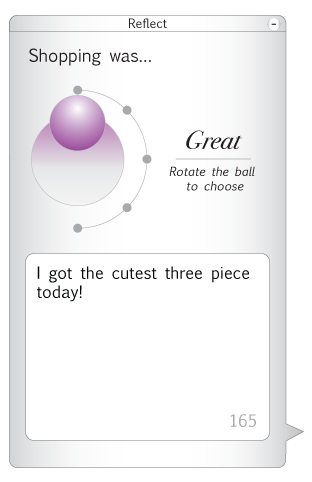 Reflect
-
Shopping was...
Great
Rotate the ball
to choose
I got the cutest three piece
today!
165